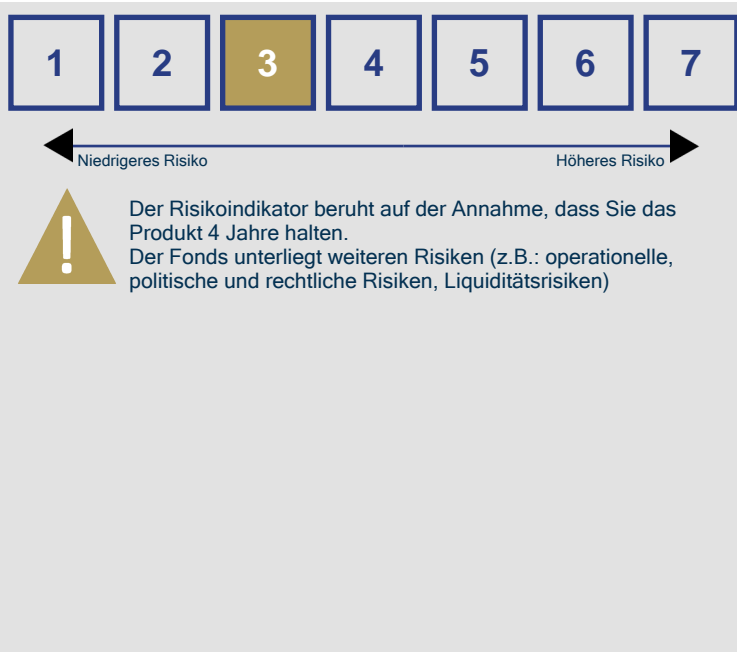 1 2 3 4 5 6 7
Niedrigeres Risiko Höheres Risiko
!
Der Risikoindikator beruht auf der Annahme, dass Sie das
Produkt 4 Jahre halten.
Der Fonds unterliegt weiteren Risiken (z.B.: operationelle,
politische und rechtliche Risiken, Liquiditätsrisiken)